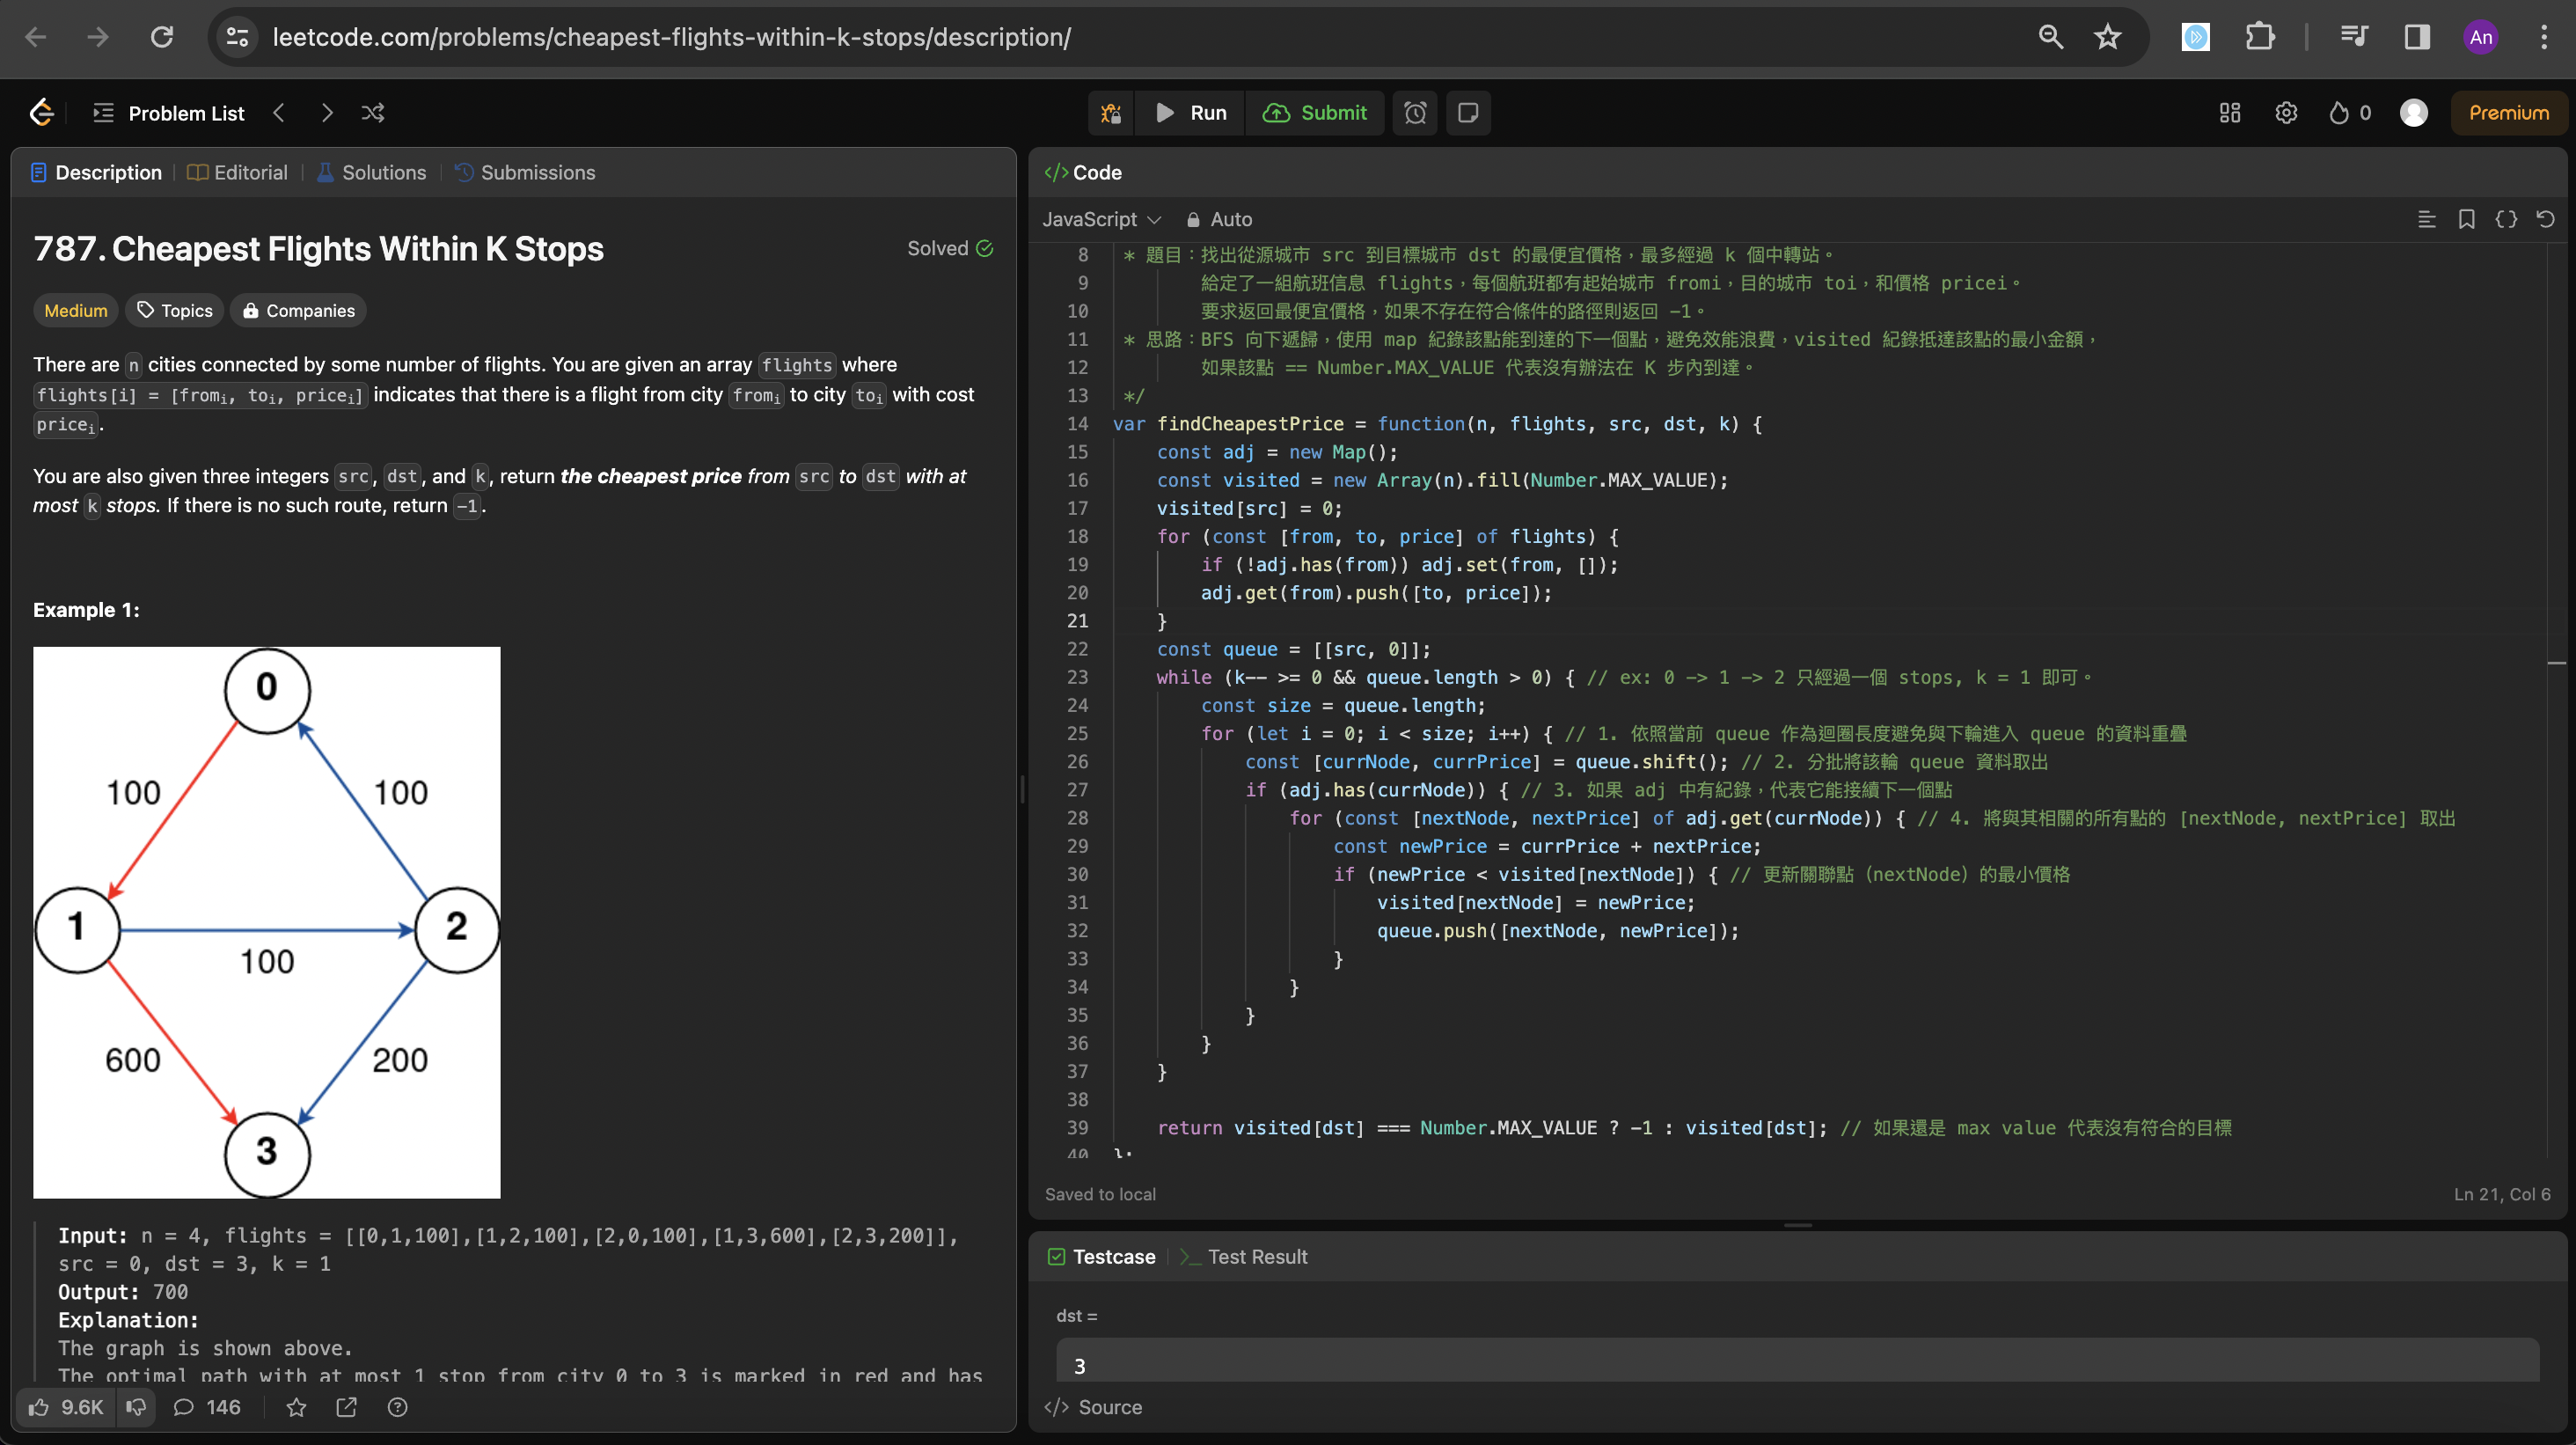 leetcode.com/problems/cheapest-flights-within-k-stops/description/
An
Problem List
Run
Submit
0
Premium
Description
Editorial
Solutions
Submissions
787. Cheapest Flights Within K Stops
Solved
Medium
Topics
Companies
There are n cities connected by some number of flights. You are given an array flights where
flights[i] = [fromi, toi, pricei] indicates that there is a flight from city fromi to city toi with cost
pricei.
You are also given three integers src, dst, and k, return the cheapest price from src to dst with at
most k stops. If there is no such route, return -1.
Example 1:
0
100
100
1
2
100
600
200
3
Input: n = 4, flights = [[0,1,100],[1,2,100],[2,0,100],[1,3,600],[2,3,200]],
src = 0, dst = 3, k = 1
Output: 700
Explanation:
The graph is shown above.
The optimal path with at most 1 stop from city 0 to 3 is marked in red and has
9.6K
146
</> Code
JavaScript
Auto
8 * 題目：找出從源城市 src 到目標城市 dst 的最便宜價格，最多經過 k 個中轉站。
9 給定了一組航班信息 flights，每個航班都有起始城市 fromi，目的城市 toi，和價格 pricei。
10 要求返回最便宜價格，如果不存在符合條件的路徑則返回 -1。
11 * 思路：BFS 向下遞歸，使用 map 紀錄該點能到達的下一個點，避免效能浪費，visited 紀錄抵達該點的最小金額，
12 如果該點 == Number.MAX_VALUE 代表沒有辦法在 K 步內到達。
13 */
14 var findCheapestPrice = function(n, flights, src, dst, k) {
15 const adj = new Map();
16 const visited = new Array(n).fill(Number.MAX_VALUE);
17 visited[src] = 0;
18 for (const [from, to, price] of flights) {
19 if (!adj.has(from)) adj.set(from, []);
20 adj.get(from).push([to, price]);
21 }
22 const queue = [[src, 0]];
23 while (k-- >= 0 && queue.length > 0) { // ex: 0 -> 1 -> 2 只經過一個 stops, k = 1 即可。
24 const size = queue.length;
25 for (let i = 0; i < size; i++) { // 1. 依照當前 queue 作為迴圈長度避免與下輪進入 queue 的資料重疊
26 const [currNode, currPrice] = queue.shift(); // 2. 分批將該輪 queue 資料取出
27 if (adj.has(currNode)) { // 3. 如果 adj 中有紀錄，代表它能接續下一個點
28 for (const [nextNode, nextPrice] of adj.get(currNode)) { // 4. 將與其相關的所有點的 [nextNode, nextPrice] 取出
29 const newPrice = currPrice + nextPrice;
30 if (newPrice < visited[nextNode]) { // 更新關聯點（nextNode）的最小價格
31 visited[nextNode] = newPrice;
32 queue.push([nextNode, newPrice]);
33 }
34 }
35 }
36 }
37 }
38
39 return visited[dst] === Number.MAX_VALUE ? -1 : visited[dst]; // 如果還是 max value 代表沒有符合的目標
40 };
Saved to local
Ln 21, Col 6
Testcase
Test Result
dst =
3
</> Source